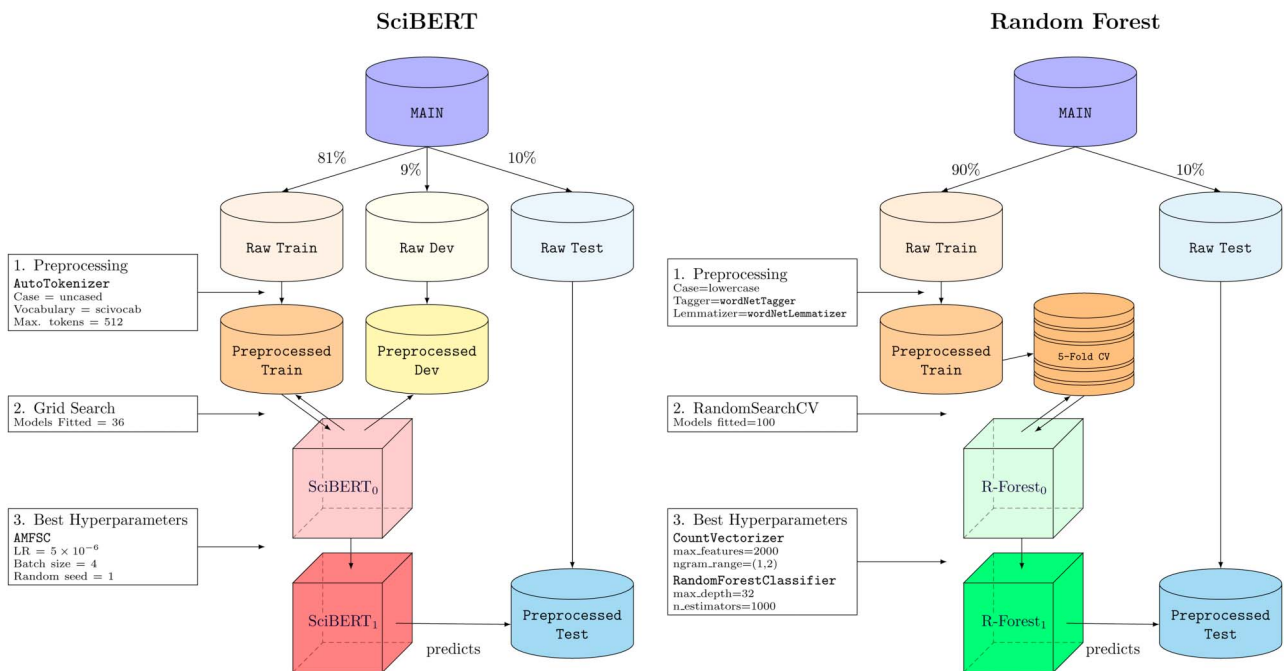 SciBERT
MAIN
81%
9%
10%
Raw Train
Raw Dev
Raw Test
1. Preprocessing
AutoTokenizer
Case = uncased
Vocabulary = scivocab
Max. tokens = 512
Preprocessed
Train
Preprocessed
Dev
2. Grid Search
Models Fitted = 36
SciBERT₀
3. Best Hyperparameters
AMFSC
LR = 5 × 10⁻⁶
Batch size = 4
Random seed = 1
SciBERT₁
predicts
Preprocessed
Test
Random Forest
MAIN
90%
10%
Raw Train
Raw Test
1. Preprocessing
Case=lowercase
Tagger=wordNetTagger
Lemmatizer=wordNetLemmatizer
Preprocessed
Train
5-Fold CV
2. RandomSearchCV
Models fitted=100
R-Forest₀
3. Best Hyperparameters
CountVectorizer
max_features=2000
ngram_range=(1,2)
RandomForestClassifier
max_depth=32
n_estimators=1000
R-Forest₁
predicts
Preprocessed
Test